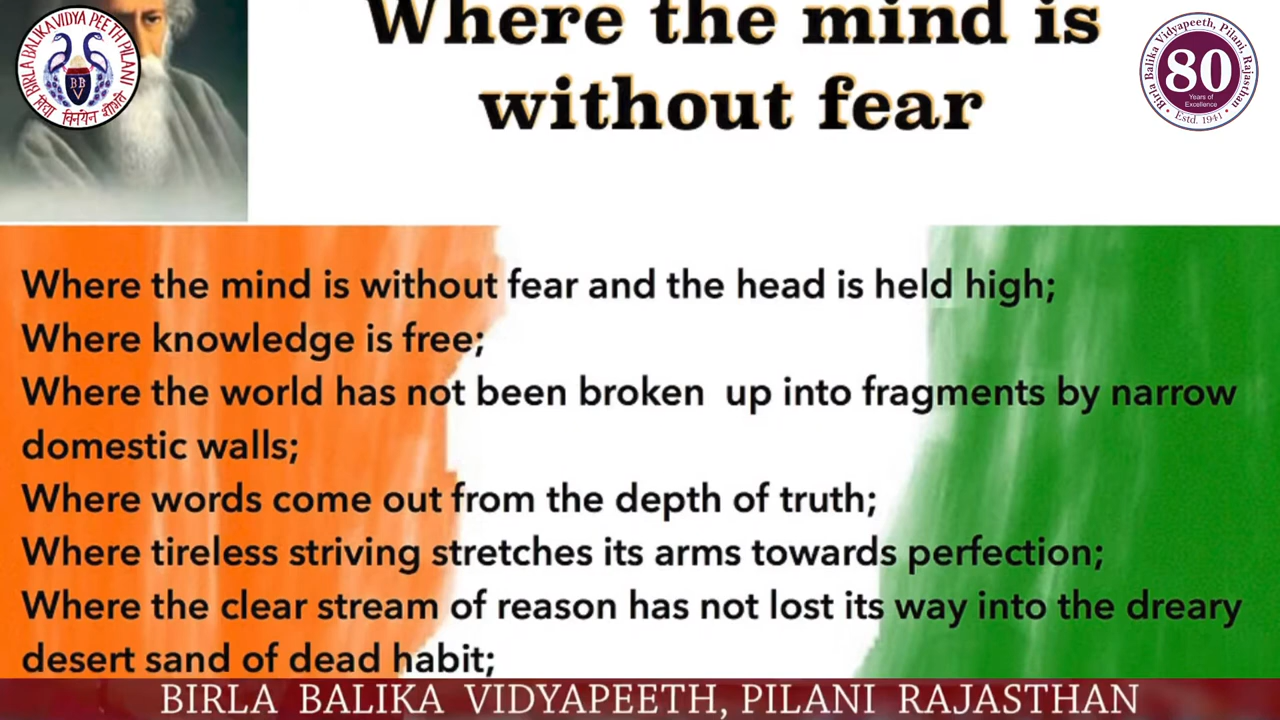 Where the mind is
without fear
BIRLA BALIKA VIDYA PEETH PILANI
BB
V
विद्या विनयेन शोभते
Birla Balika Vidyapeeth, Pilani, Rajasthan
80
Years of
Excellence
Estd. 1941
Where the mind is without fear and the head is held high;
Where knowledge is free;
Where the world has not been broken up into fragments by narrow
domestic walls;
Where words come out from the depth of truth;
Where tireless striving stretches its arms towards perfection;
Where the clear stream of reason has not lost its way into the dreary
desert sand of dead habit;
BIRLA BALIKA VIDYAPEETH, PILANI RAJASTHAN